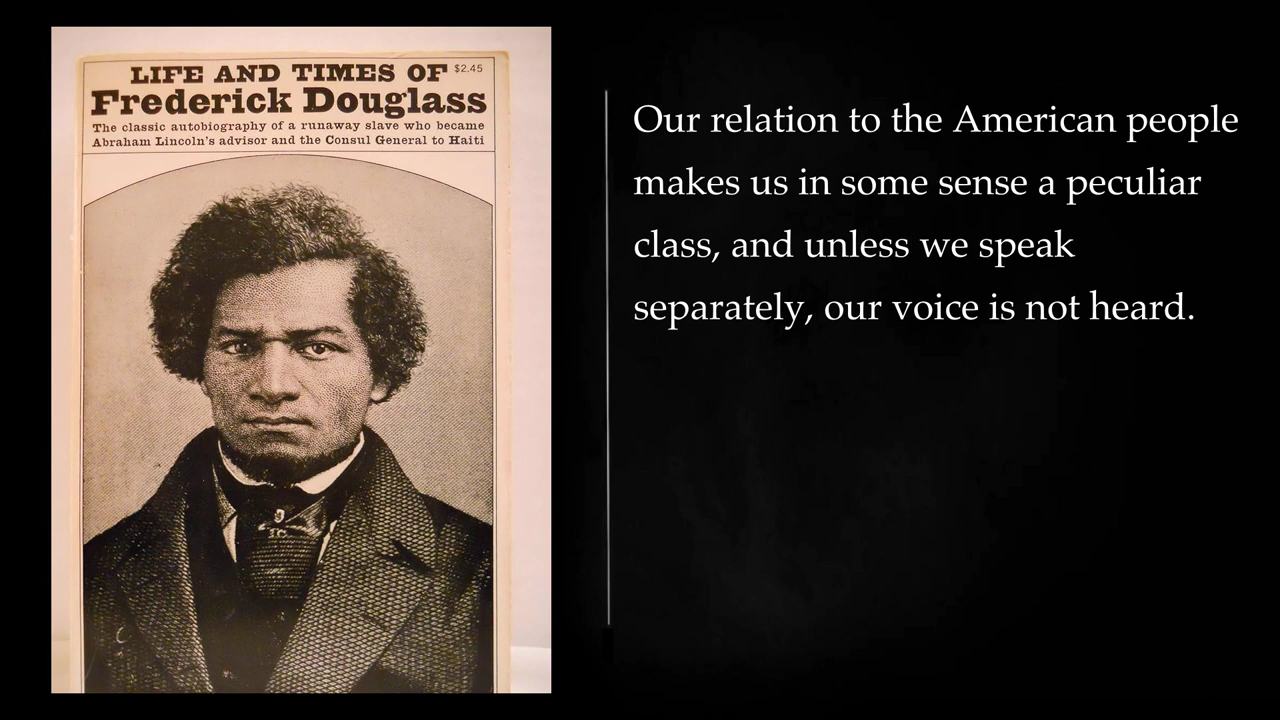 LIFE AND TIMES OF $2.45
Frederick Douglass
The classic autobiography of a runaway slave who became
Abraham Lincoln's advisor and the Consul General to Haiti
Our relation to the American people
makes us in some sense a peculiar
class, and unless we speak
separately, our voice is not heard.